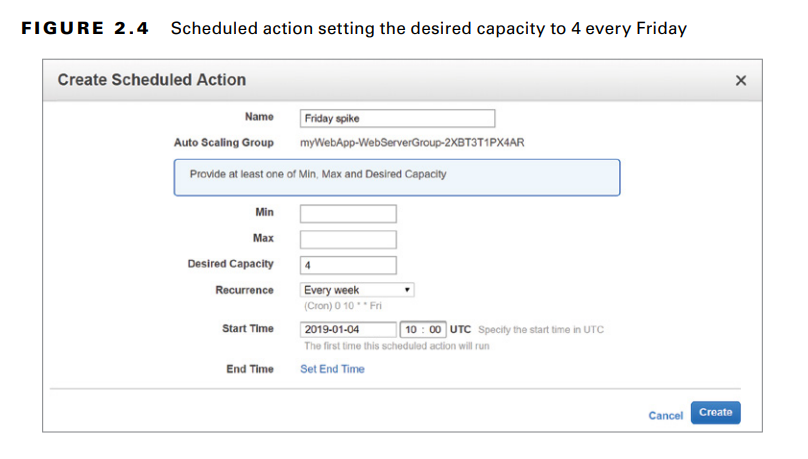 FIGURE 2.4 Scheduled action setting the desired capacity to 4 every Friday
Create Scheduled Action ×
Name Friday spike
Auto Scaling Group myWebApp-WebServerGroup-2XBT3T1PX4AR
Provide at least one of Min, Max and Desired Capacity
Min
Max
Desired Capacity 4
Recurrence Every week
(Cron) 0 10 * * Fri
Start Time 2019-01-04 10 : 00 UTC Specify the start time in UTC
The first time this scheduled action will run
End Time Set End Time
Cancel Create